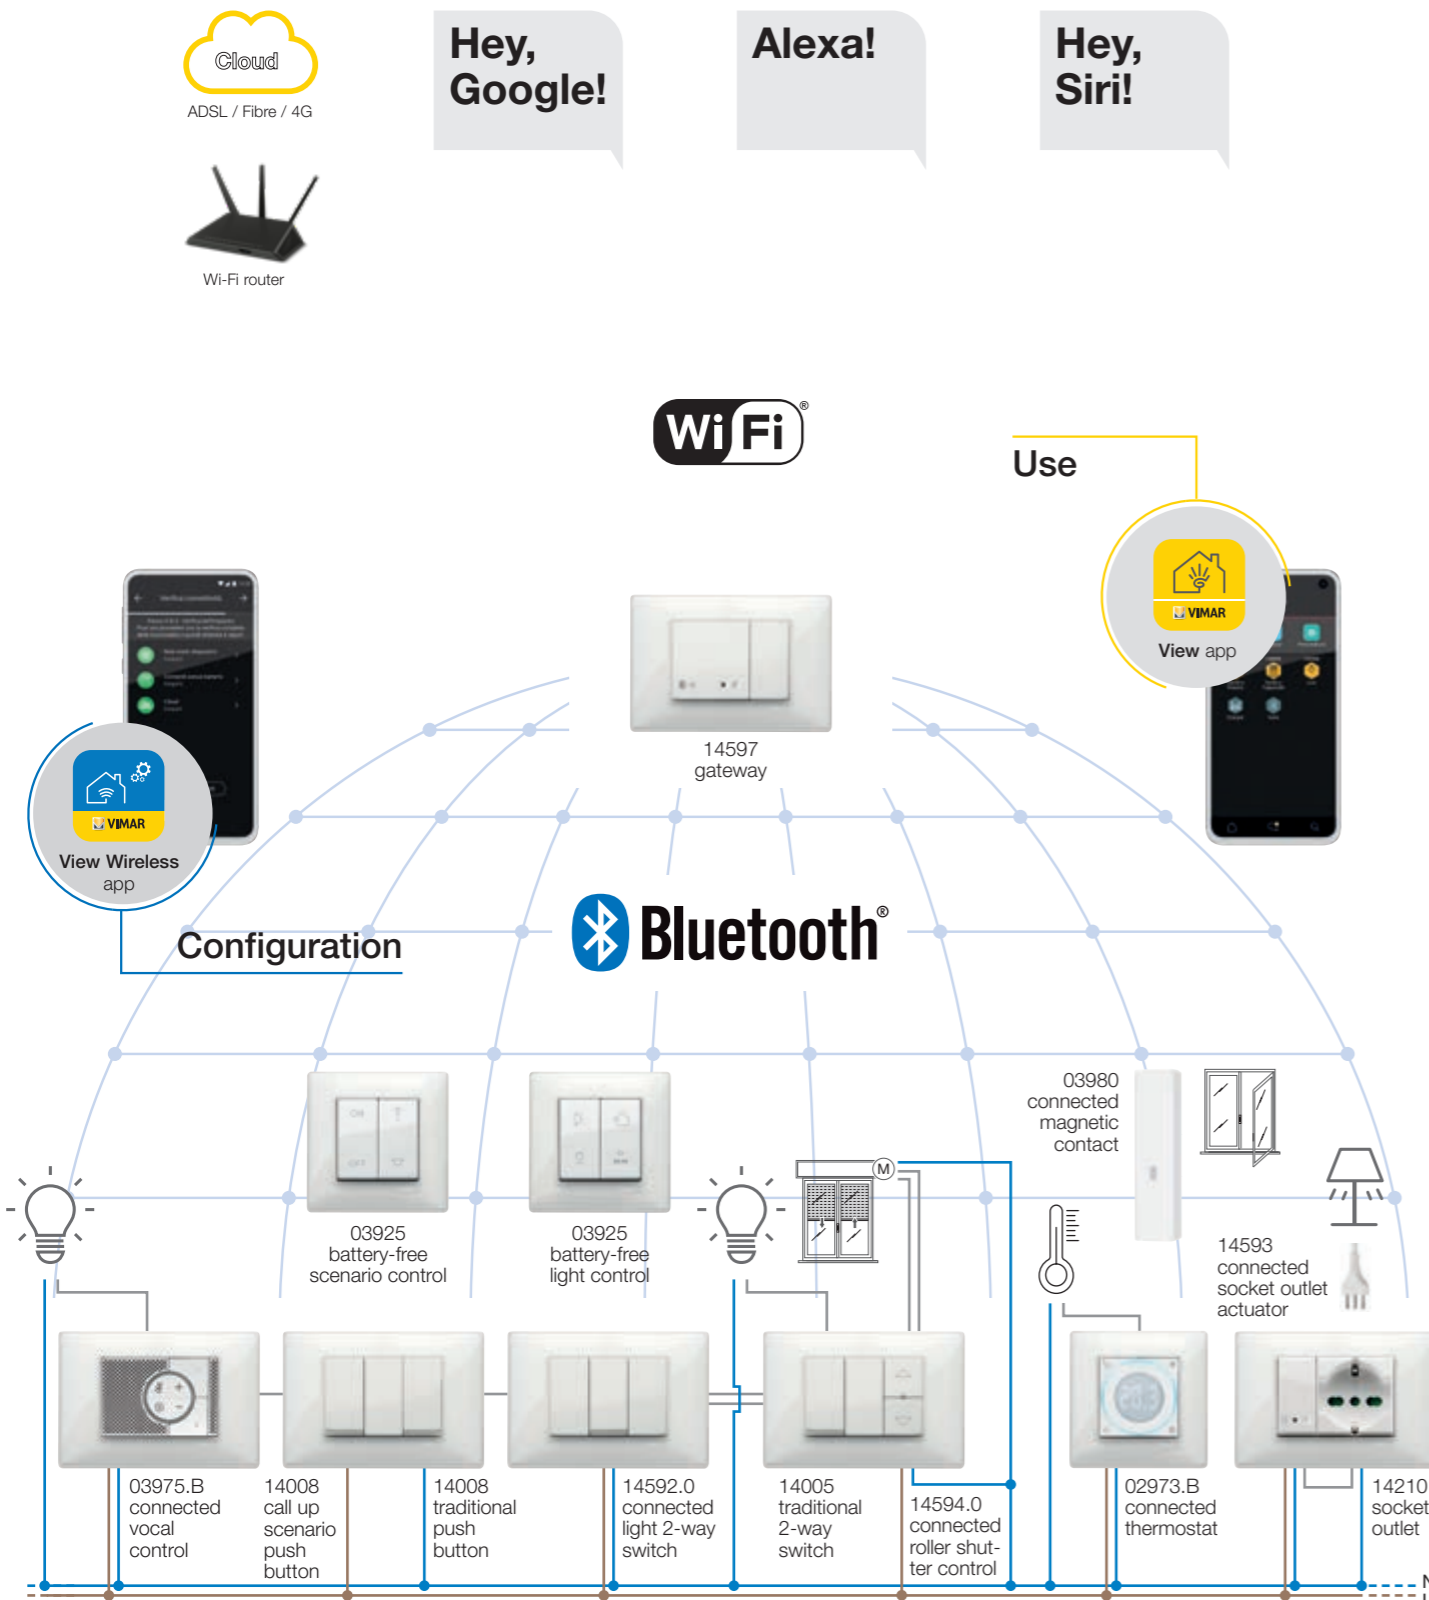 Cloud
ADSL / Fibre / 4G
Hey,
Google!
Alexa!
Hey,
Siri!
Wi-Fi router
WiFi®
Use
VIMAR
View app
14597
gateway
VIMAR
View Wireless
app
Configuration
Bluetooth®
03980
connected
magnetic
contact
ON
OFF
M
03925
battery-free
scenario control
03925
battery-free
light control
14593
connected
socket outlet
actuator
03975.B
connected
vocal
control
14008
call up
scenario
push
button
14008
traditional
push
button
14592.0
connected
light 2-way
switch
14005
traditional
2-way
switch
14594.0
connected
roller shut-
ter control
02973.B
connected
thermostat
14210
socket
outlet
N